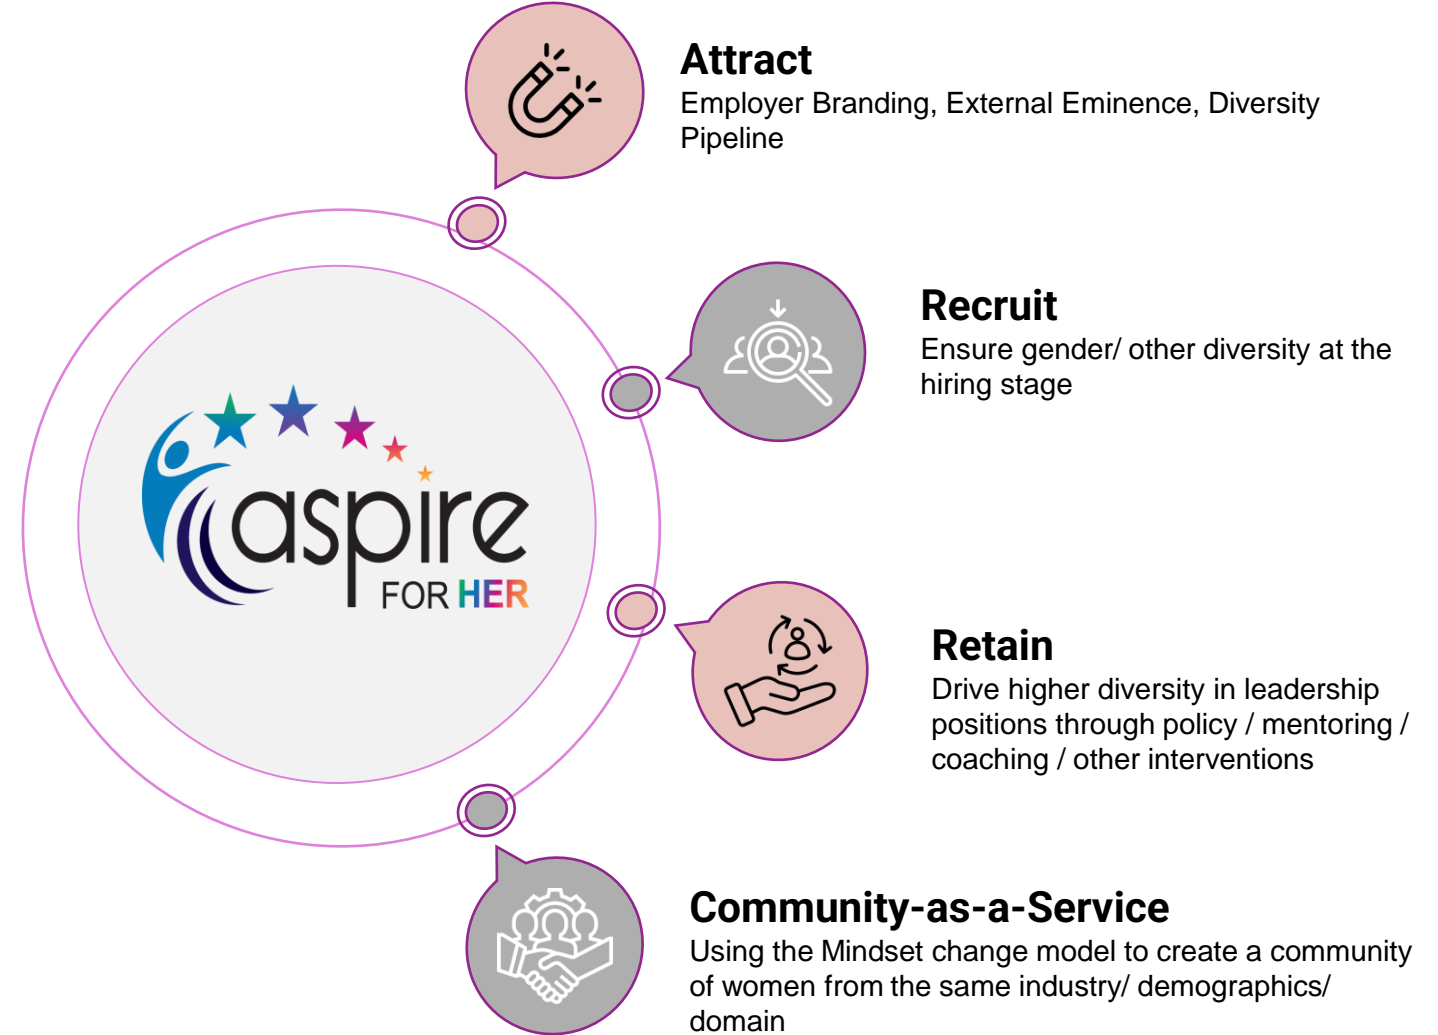 Attract
Employer Branding, External Eminence, Diversity
Pipeline
Recruit
Ensure gender/ other diversity at the
hiring stage
aspire
FOR HER
Retain
Drive higher diversity in leadership
positions through policy / mentoring /
coaching / other interventions
Community-as-a-Service
Using the Mindset change model to create a community
of women from the same industry/ demographics/
domain